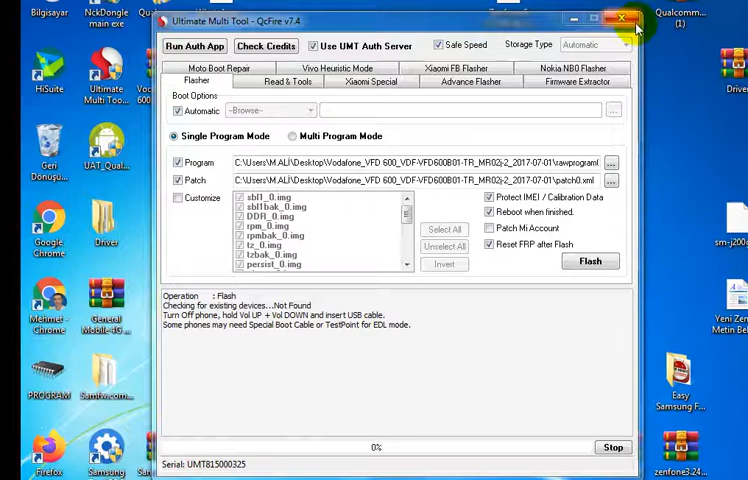 Bilgisayar
NckDongle
main exe
HiSuite
Ultimate
Multi Too...
Geri
Dönüşü...
UAT_Qual...
Google
Chrome
Driver
Mehmet -
Chrome
General
Mobile 4G ...
PROGRAM
Samfw.com...
Firefox
Samsung
Ultimate Multi Tool - QcFire v7.4
Run Auth App
Check Credits
Use UMT Auth Server
Safe Speed
Storage Type
Automatic
Moto Boot Repair
Vivo Heuristic Mode
Xiaomi FB Flasher
Nokia NB0 Flasher
Flasher
Read & Tools
Xiaomi Special
Advance Flasher
Firmware Extractor
Boot Options
Automatic
--Browse--
...
Single Program Mode
Multi Program Mode
Program
C:\Users\M.ALİ\Desktop\Vodafone_VFD 600_VDF-VFD600B01-TR_MR02j-2_2017-07-01\rawprogram
...
Patch
C:\Users\M.ALİ\Desktop\Vodafone_VFD 600_VDF-VFD600B01-TR_MR02j-2_2017-07-01\patch0.xml
...
Customize
sbl1_0.img
sbl1bak_0.img
DDR_0.img
rpm_0.img
rpmbak_0.img
tz_0.img
tzbak_0.img
persist_0.img
Select All
Unselect All
Invert
Protect IMEI / Calibration Data
Reboot when finished.
Patch Mi Account
Reset FRP after Flash
Flash
Operation : Flash
Checking for existing devices...Not Found
Turn Off phone, hold Vol UP + Vol DOWN and insert USB cable.
Some phones may need Special Boot Cable or TestPoint for EDL mode.
0%
Stop
Serial: UMT815000325
Qualcomm...
(1)
Driver
sm-j200
Yeni Zen
Metin Be
Easy
Samsung F...
zenfone3.24...